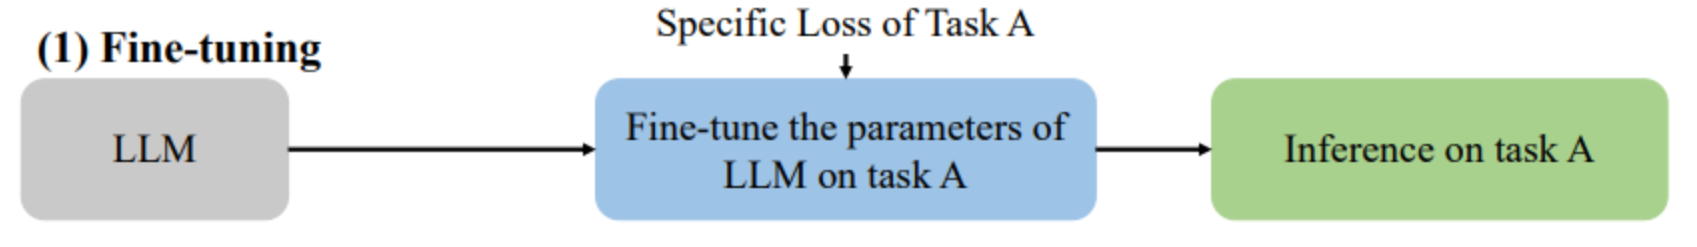 Specific Loss of Task A
(1) Fine-tuning
LLM
Fine-tune the parameters of
LLM on task A
Inference on task A